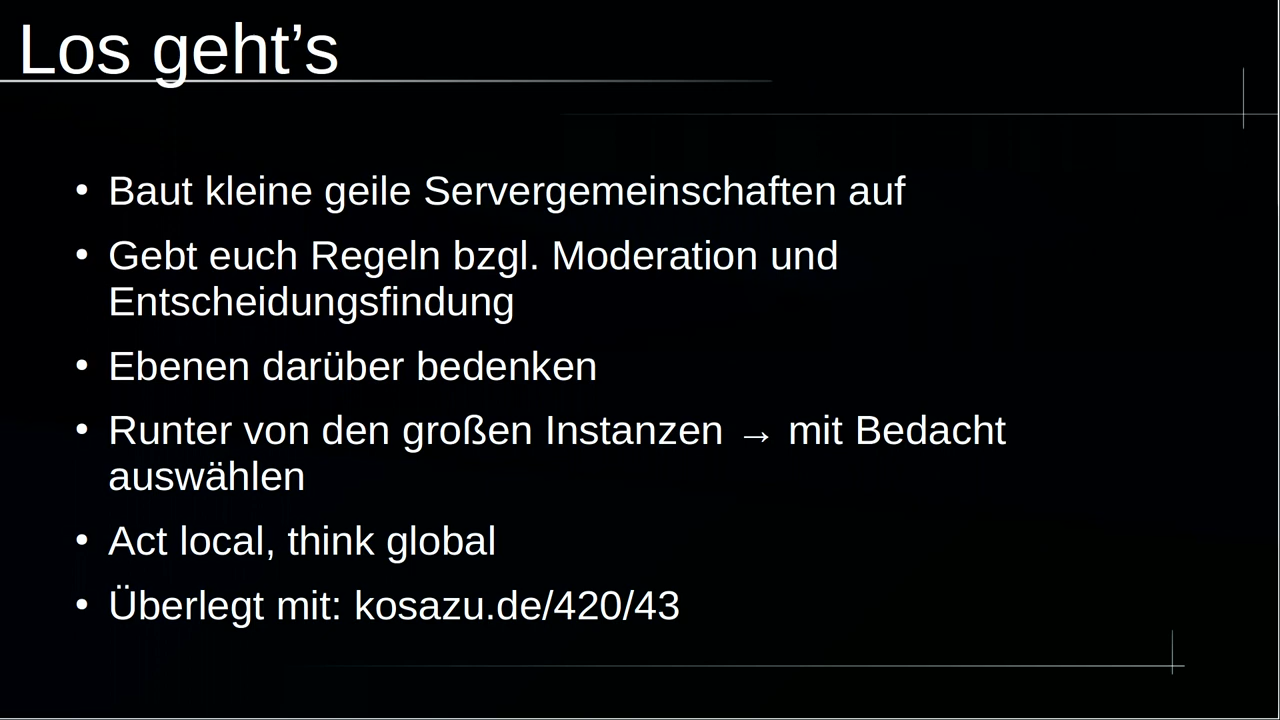 Los geht’s
• Baut kleine geile Servergemeinschaften auf
• Gebt euch Regeln bzgl. Moderation und
Entscheidungsfindung
• Ebenen darüber bedenken
• Runter von den großen Instanzen → mit Bedacht
auswählen
• Act local, think global
• Überlegt mit: kosazu.de/420/43